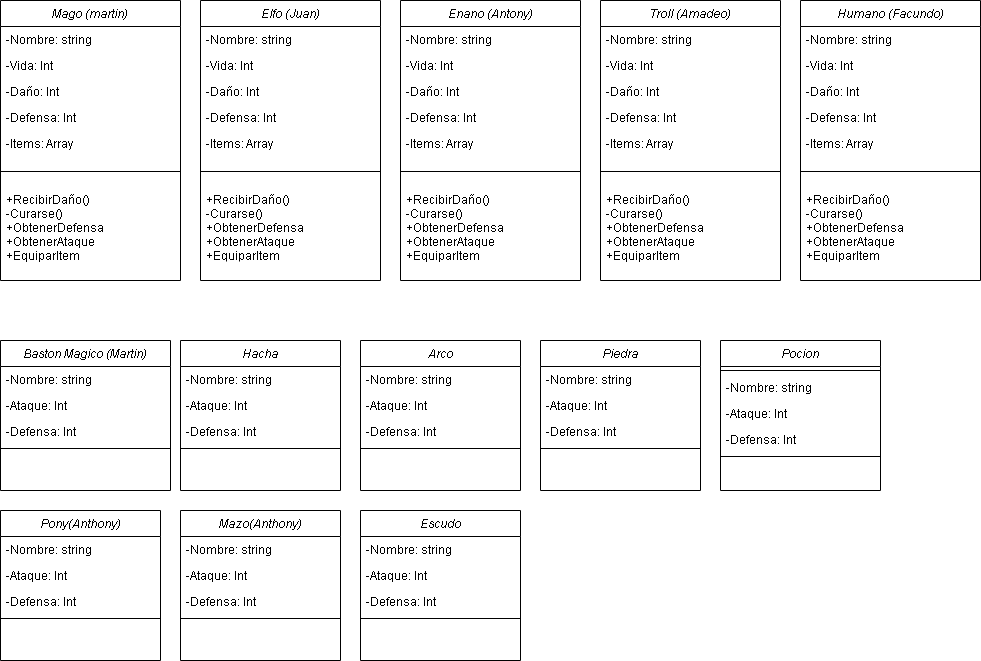 Mago (martin)
-Nombre: string
-Vida: Int
-Daño: Int
-Defensa: Int
-Items: Array
+RecibirDaño()
-Curarse()
+ObtenerDefensa
+ObtenerAtaque
+EquiparItem
Elfo (Juan)
-Nombre: string
-Vida: Int
-Daño: Int
-Defensa: Int
-Items: Array
+RecibirDaño()
-Curarse()
+ObtenerDefensa
+ObtenerAtaque
+EquiparItem
Enano (Antony)
-Nombre: string
-Vida: Int
-Daño: Int
-Defensa: Int
-Items: Array
+RecibirDaño()
-Curarse()
+ObtenerDefensa
+ObtenerAtaque
+EquiparItem
Troll (Amadeo)
-Nombre: string
-Vida: Int
-Daño: Int
-Defensa: Int
-Items: Array
+RecibirDaño()
-Curarse()
+ObtenerDefensa
+ObtenerAtaque
+EquiparItem
Humano (Facundo)
-Nombre: string
-Vida: Int
-Daño: Int
-Defensa: Int
-Items: Array
+RecibirDaño()
-Curarse()
+ObtenerDefensa
+ObtenerAtaque
+EquiparItem
Baston Magico (Martin)
-Nombre: string
-Ataque: Int
-Defensa: Int
Hacha
-Nombre: string
-Ataque: Int
-Defensa: Int
Arco
-Nombre: string
-Ataque: Int
-Defensa: Int
Piedra
-Nombre: string
-Ataque: Int
-Defensa: Int
Pocion
-Nombre: string
-Ataque: Int
-Defensa: Int
Pony(Anthony)
-Nombre: string
-Ataque: Int
-Defensa: Int
Mazo(Anthony)
-Nombre: string
-Ataque: Int
-Defensa: Int
Escudo
-Nombre: string
-Ataque: Int
-Defensa: Int